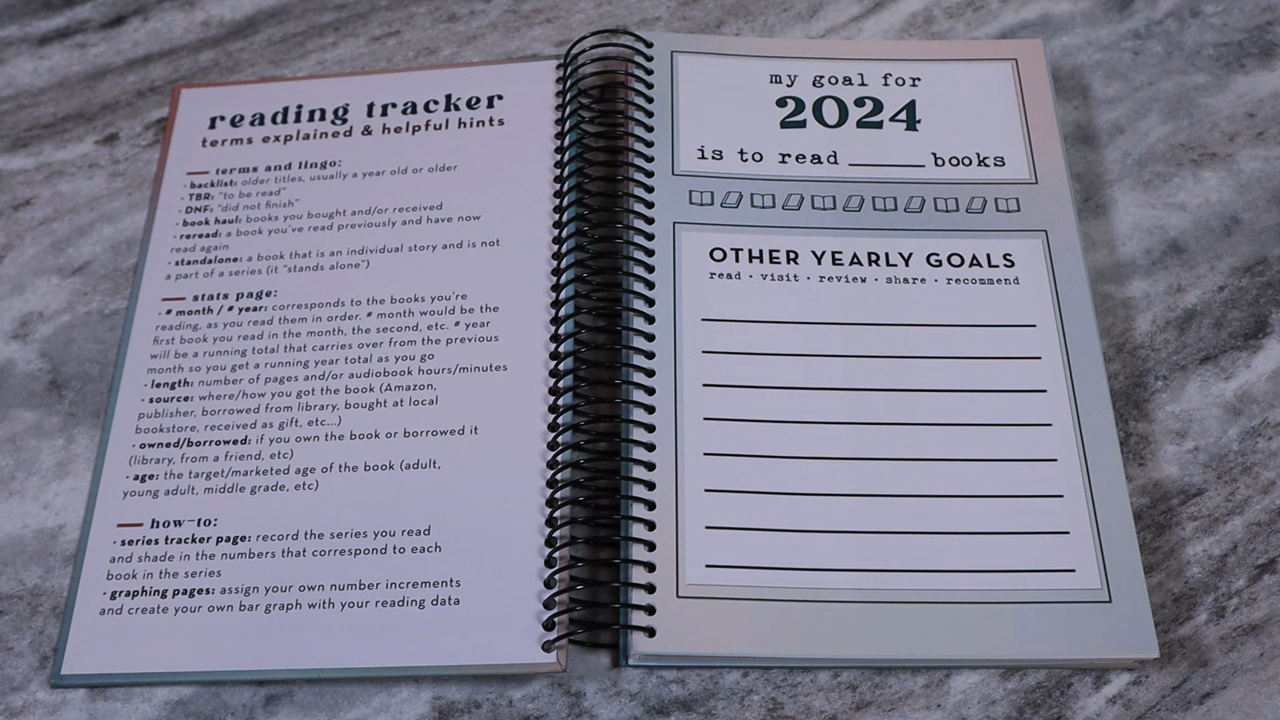 reading tracker
terms explained & helpful hints
terms and lingo:
· backlist: older titles, usually a year old or older
· TBR: "to be read"
· DNF: "did not finish"
· book haul: books you bought and/or received
· reread: a book you've read previously and have now
read again
· standalone: a book that is an individual story and is not
a part of a series (it "stands alone")
stats page:
· # month / # year: corresponds to the books you're
reading, as you read them in order. # month would be the
first book you read in the month, the second, etc. # year
will be a running total that carries over from the previous
month so you get a running year total as you go
· length: number of pages and/or audiobook hours/minutes
· source: where/how you got the book (Amazon,
publisher, borrowed from library, bought at local
bookstore, received as gift, etc...)
· owned/borrowed: if you own the book or borrowed it
(library, from a friend, etc)
· age: the target/marketed age of the book (adult,
young adult, middle grade, etc)
how-to:
· series tracker page: record the series you read
and shade in the numbers that correspond to each
book in the series
· graphing pages: assign your own number increments
and create your own bar graph with your reading data
my goal for
2024
is to read ______ books
OTHER YEARLY GOALS
read · visit · review · share · recommend